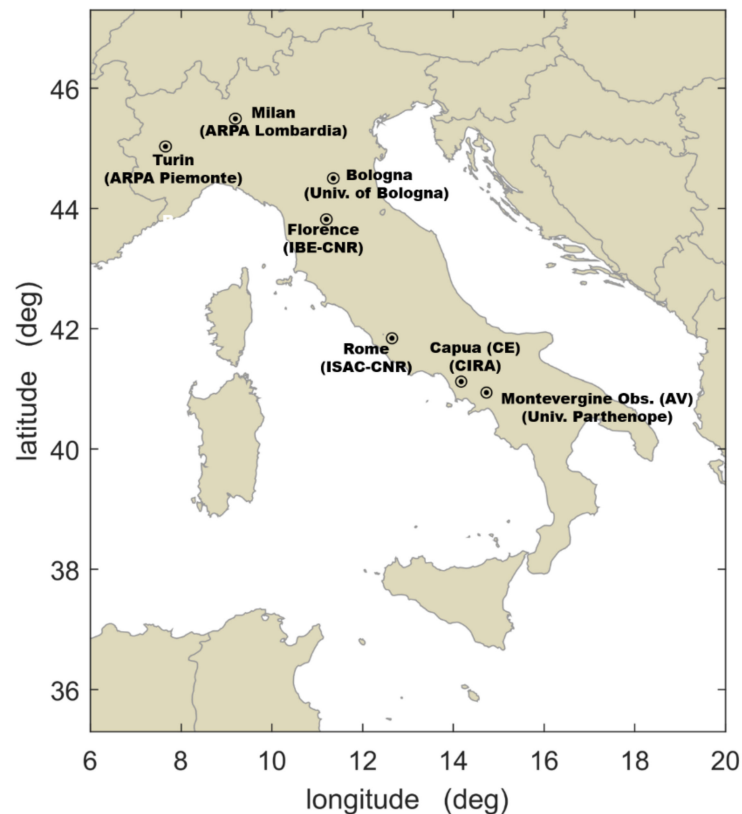 46
44
42
40
38
36
latitude (deg)
Milan
(ARPA Lombardia)
Turin
(ARPA Piemonte)
Bologna
(Univ. of Bologna)
Florence
(IBE-CNR)
Rome
(ISAC-CNR)
Capua (CE)
(CIRA)
Montevergine Obs. (AV)
(Univ. Parthenope)
6 8 10 12 14 16 18 20
longitude (deg)